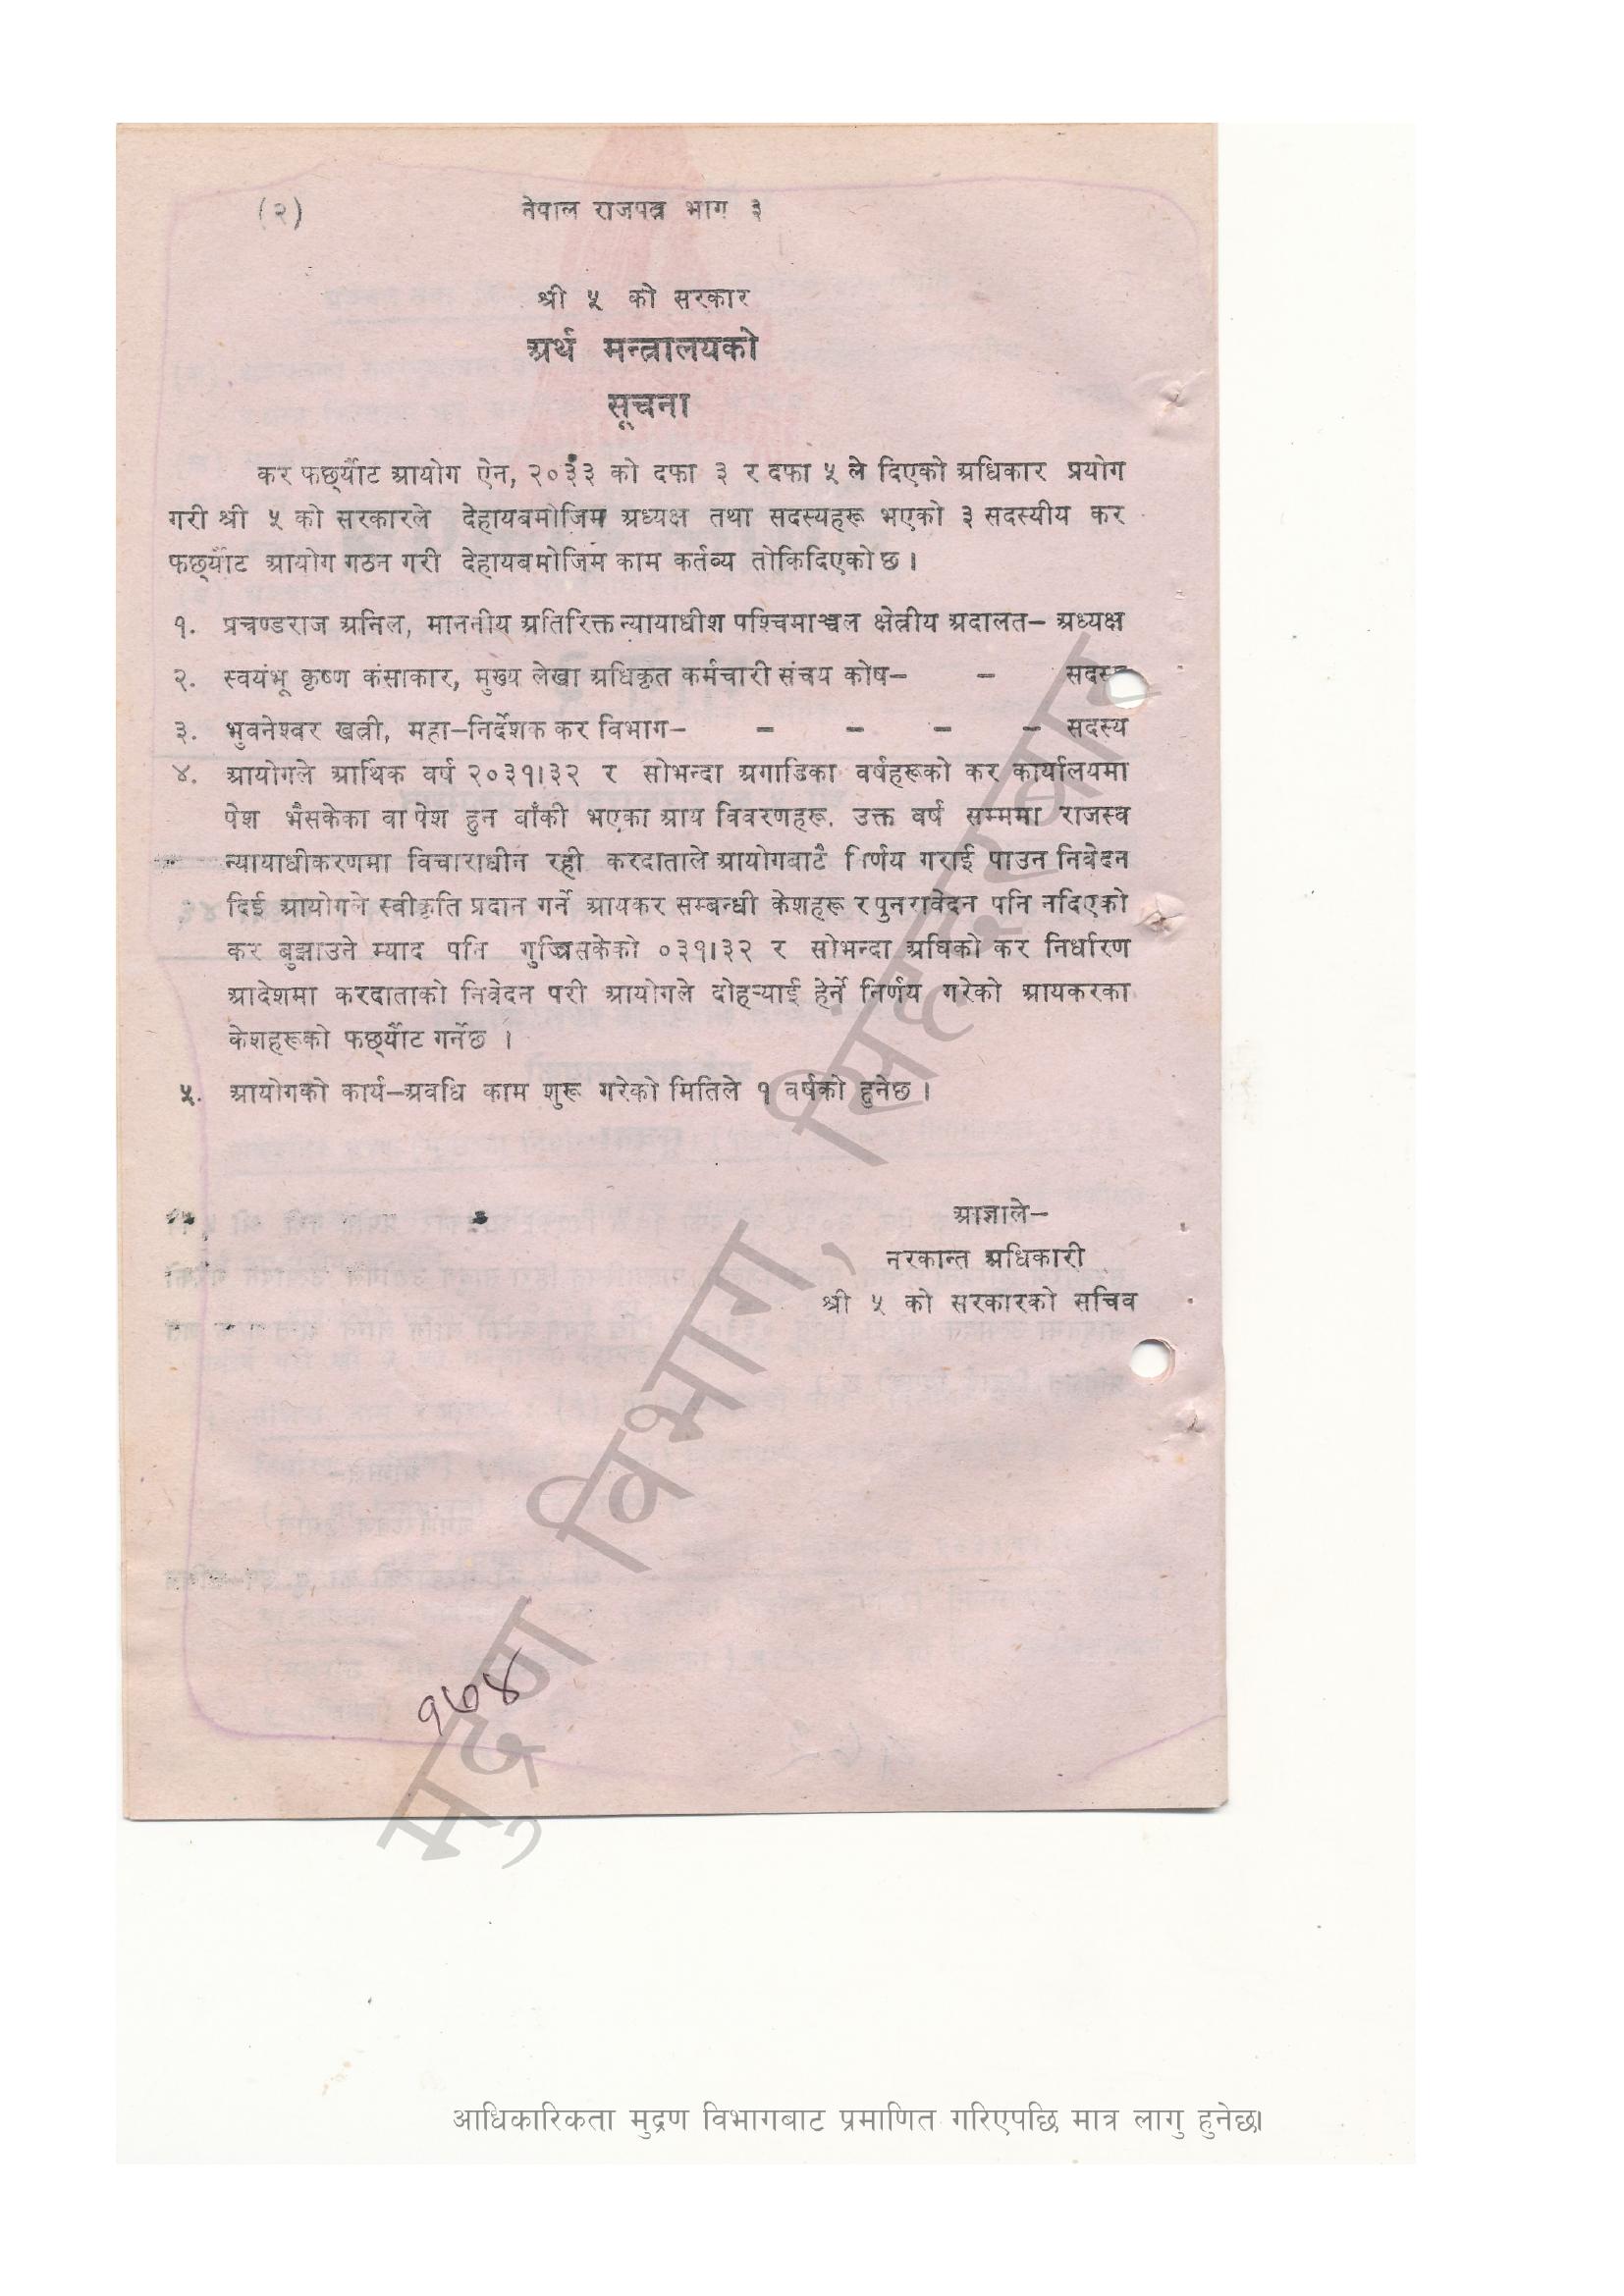 (२) नेपाल राजपत्र भाग ३
श्री ५ को सरकार
अर्थ मन्त्रालयको
सूचना
कर फछ्र्यौट आयोग ऐन, २०३३ को दफा ३ र दफा ५ ले दिएको अधिकार प्रयोग
गरी श्री ५ को सरकारले देहायबमोजिम अध्यक्ष तथा सदस्यहरू भएको ३ सदस्यीय कर
फछ्र्यौट आयोग गठन गरी देहायबमोजिम काम कर्तव्य तोकिदिएको छ ।
१. प्रचण्डराज अनिल, माननीय अतिरिक्त न्यायाधीश पश्चिमाञ्चल क्षेत्रीय अदालत– अध्यक्ष
२. स्वयंभू कृष्ण कंसाकार, मुख्य लेखा अधिकृत कर्मचारी संचय कोष– –
३. भुवनेश्वर खत्री, महा–निर्देशक कर विभाग– – – – – सदस्य
४. आयोगले आर्थिक वर्ष २०३१।३२ र सोभन्दा अगाडिका वर्षहरूको कर कार्यालयमा
पेश भैसकेका वा पेश हुन बाँकी भएका आय विवरणहरू, उक्त वर्ष सम्ममा राजस्व
न्यायाधीकरणमा विचाराधीन रही करदाताले आयोगबाटै निर्णय गराई पाउन निवेदन
दिई आयोगले स्वीकृति प्रदान गर्ने आयकर सम्बन्धी केशहरू र पुनरावेदन पनि नदिएको
कर बुझाउने म्याद पनि गुज्रिसकेको ०३१।३२ र सोभन्दा अघिको कर निर्धारण
आदेशमा करदाताको निवेदन परी आयोगले दोहऱ्याई हेर्ने निर्णय गरेको आयकरका
केशहरूको फछ्र्यौट गर्नेछ ।
५. आयोगको कार्य–अवधि काम शुरू गरेको मितिले १ वर्षको हुनेछ ।
आज्ञाले–
नरकान्त अधिकारी
श्री ५ को सरकारको सचिव
१७४
मुद्रण विभाग, सिंहदरबार
आधिकारिकता मुद्रण विभागबाट प्रमाणित गरिएपछि मात्र लागु हुनेछ।